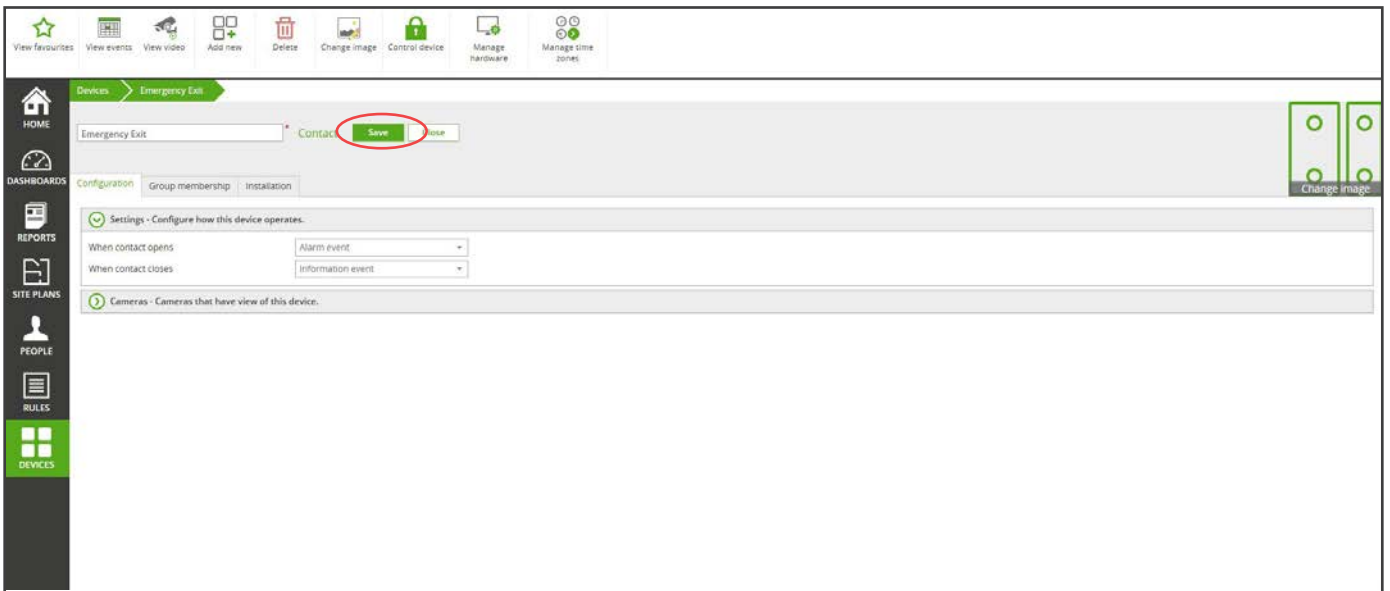 View favourites
View events
View video
Add new
Delete
Change image
Control device
Manage
hardware
Manage time
zones
HOME
DASHBOARDS
REPORTS
SITE PLANS
PEOPLE
RULES
DEVICES
Devices
Emergency Exit
Emergency Exit * Contact Save Close
Change image
Configuration Group membership Installation
Settings - Configure how this device operates.
When contact opens Alarm event
When contact closes Information event
Cameras - Cameras that have view of this device.